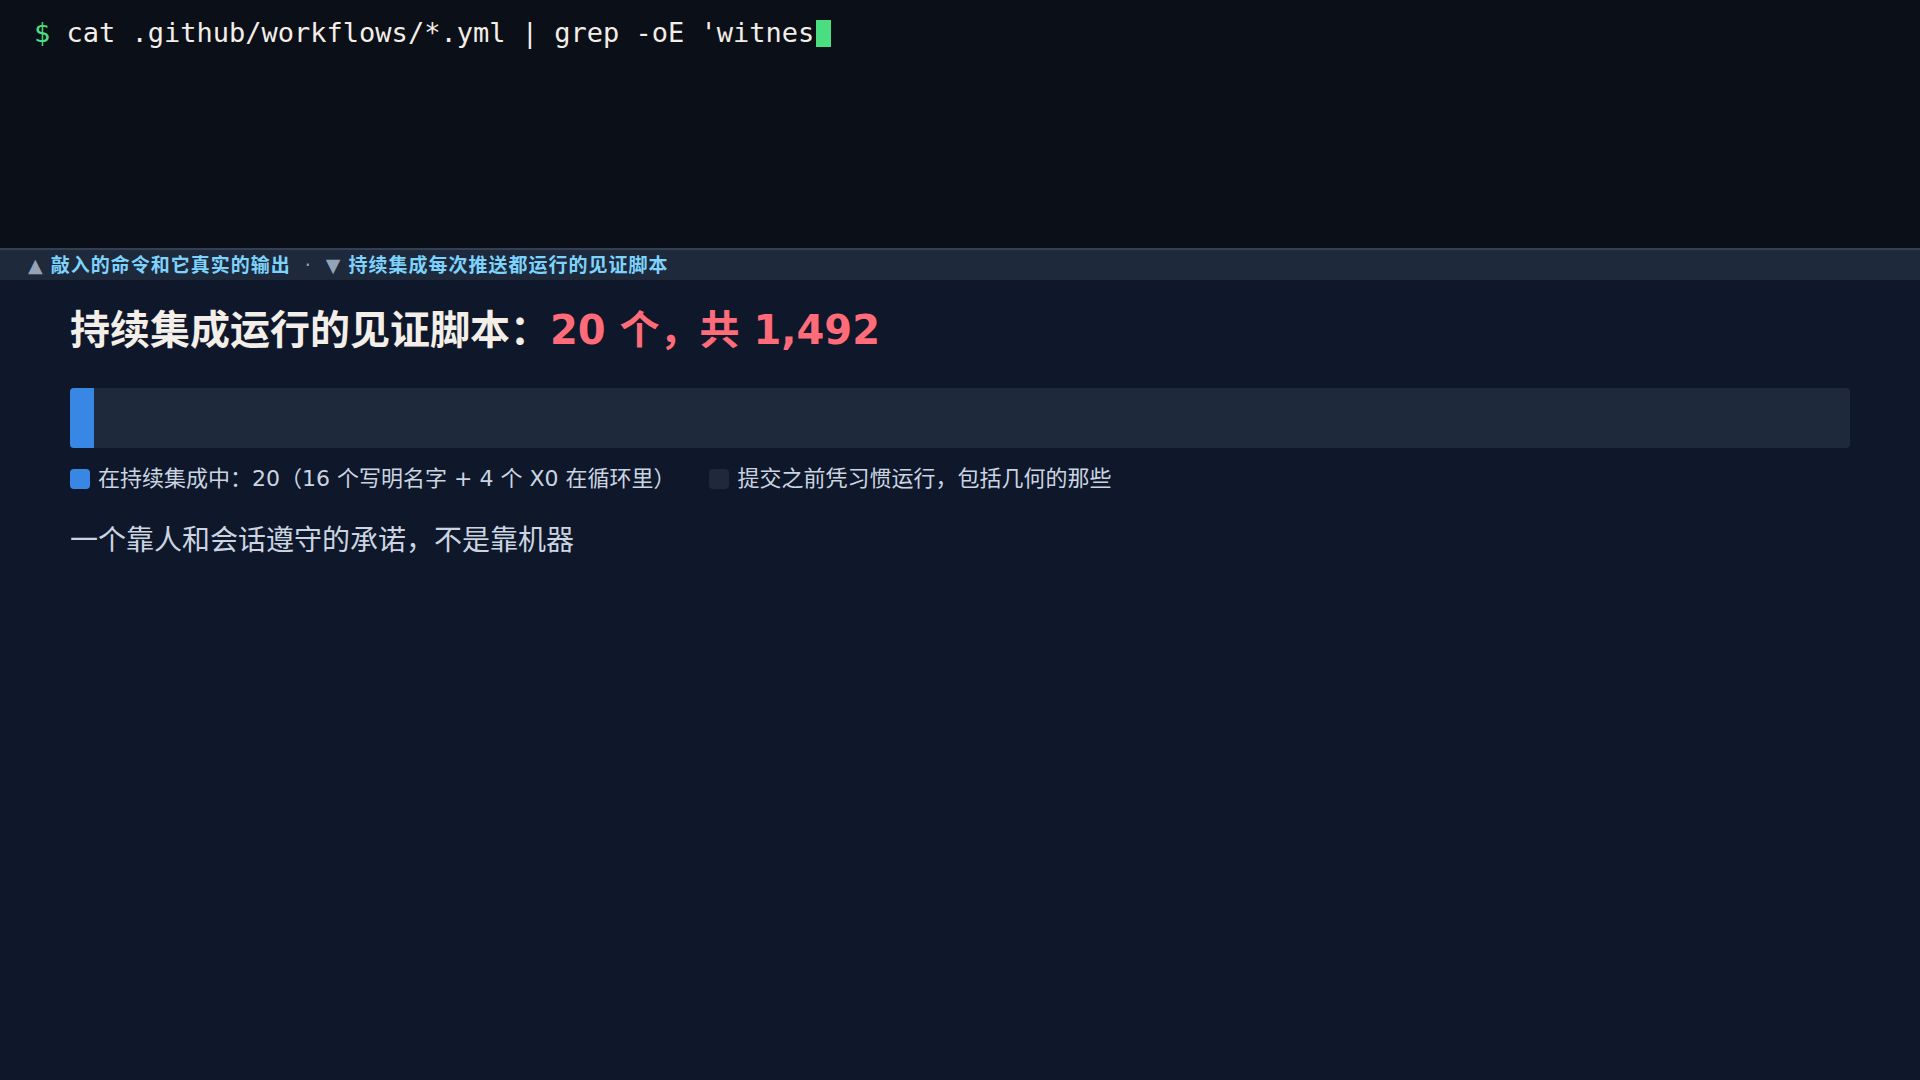 $ cat .github/workflows/*.yml | grep -oE 'witnes
▲ 敲入的命令和它真实的输出 · ▼ 持续集成每次推送都运行的见证脚本
持续集成运行的见证脚本：20 个，共 1,492
在持续集成中：20（16 个写明名字 + 4 个 X0 在循环里） 提交之前凭习惯运行，包括几何的那些
一个靠人和会话遵守的承诺，不是靠机器